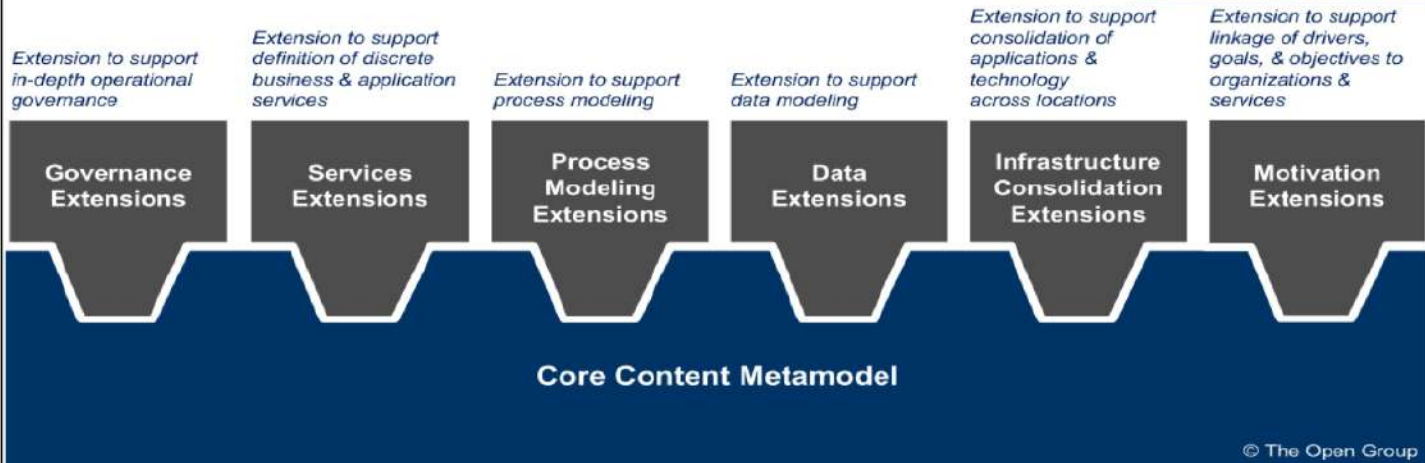 Extension to support
in-depth operational
governance
Extension to support
definition of discrete
business & application
services
Extension to support
process modeling
Extension to support
data modeling
Extension to support
consolidation of
applications &
technology
across locations
Extension to support
linkage of drivers,
goals, & objectives to
organizations &
services
Governance
Extensions
Services
Extensions
Process
Modeling
Extensions
Data
Extensions
Infrastructure
Consolidation
Extensions
Motivation
Extensions
Core Content Metamodel
© The Open Group